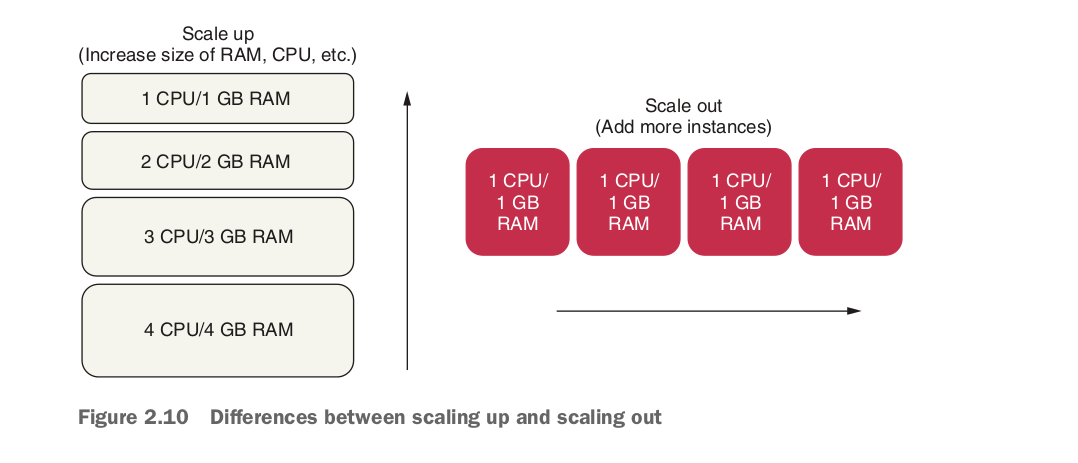 Scale up
(Increase size of RAM, CPU, etc.)
1 CPU/1 GB RAM
2 CPU/2 GB RAM
3 CPU/3 GB RAM
4 CPU/4 GB RAM
Scale out
(Add more instances)
1 CPU/
1 GB
RAM
1 CPU/
1 GB
RAM
1 CPU/
1 GB
RAM
1 CPU/
1 GB
RAM
Figure 2.10 Differences between scaling up and scaling out